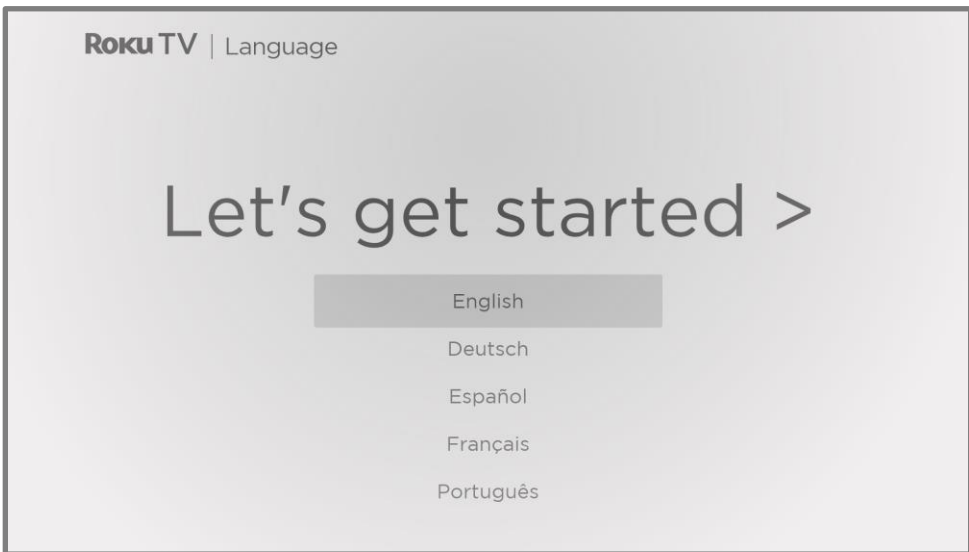 Roku TV | Language
Let's get started >
English
Deutsch
Español
Français
Português